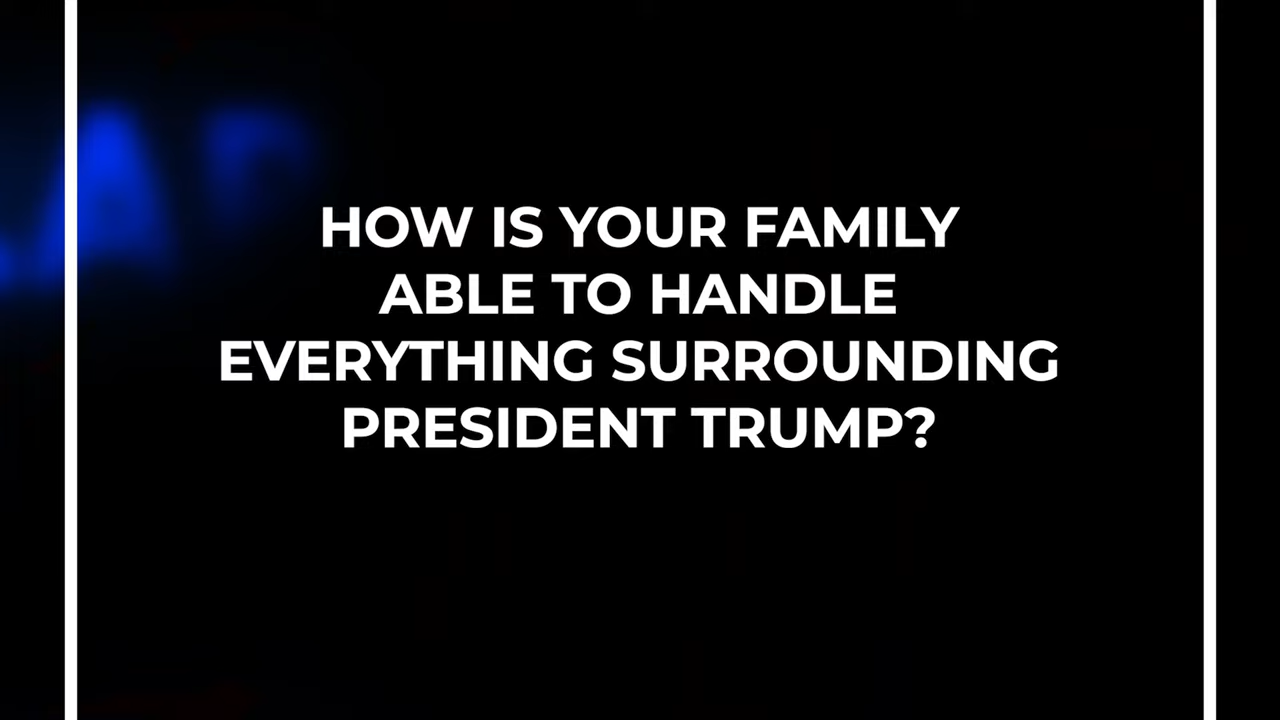 HOW IS YOUR FAMILY
ABLE TO HANDLE
EVERYTHING SURROUNDING
PRESIDENT TRUMP?